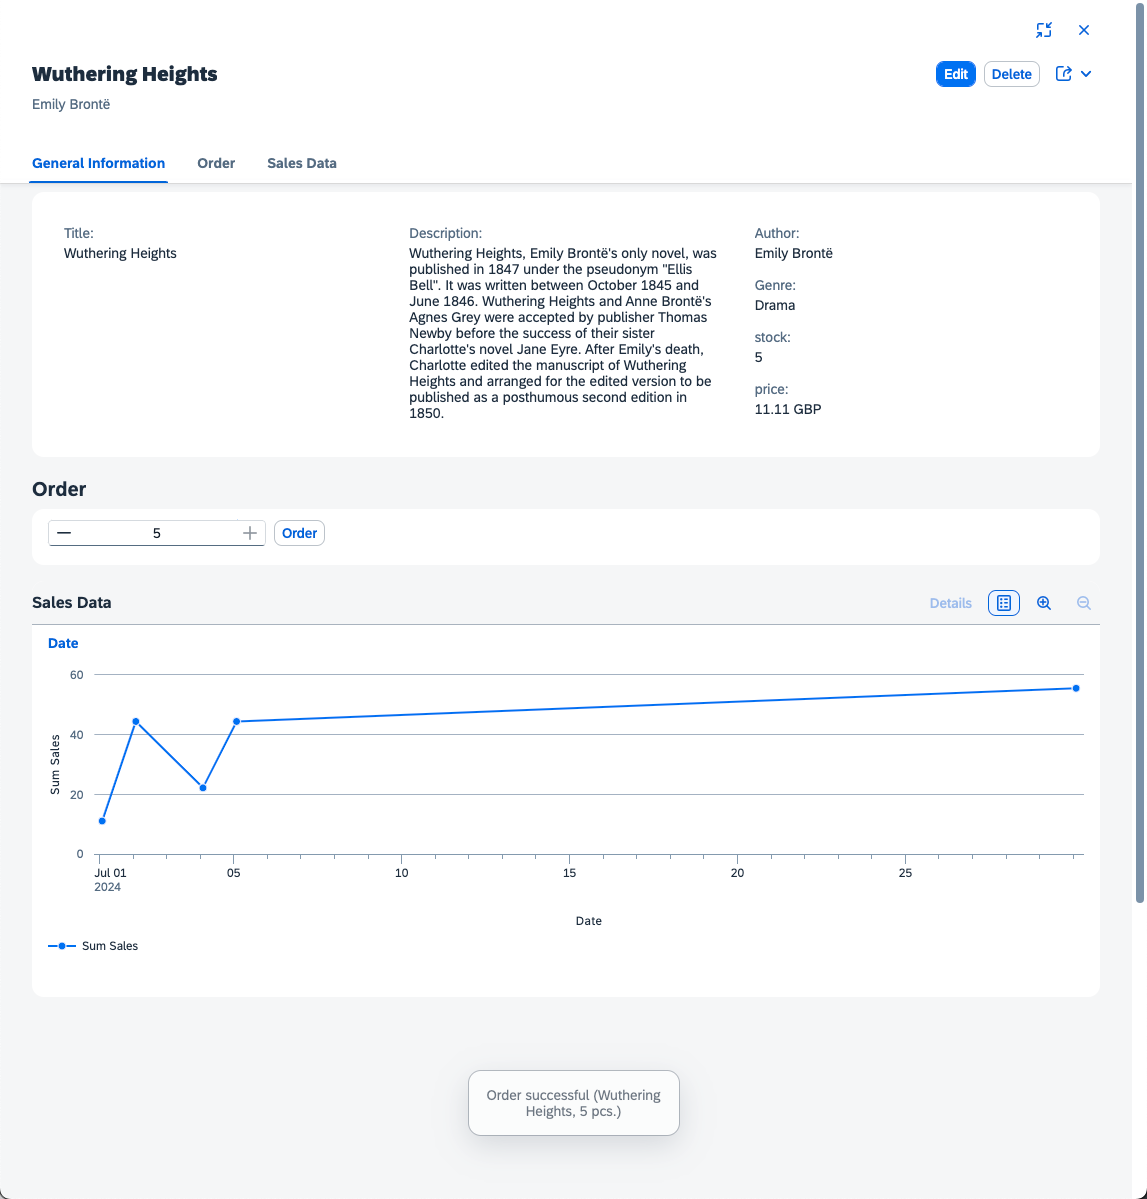 Wuthering Heights
Edit
Delete
Emily Brontë
General Information
Order
Sales Data
Title:
Wuthering Heights
Description:
Wuthering Heights, Emily Brontë's only novel, was
published in 1847 under the pseudonym "Ellis
Bell". It was written between October 1845 and
June 1846. Wuthering Heights and Anne Brontë's
Agnes Grey were accepted by publisher Thomas
Newby before the success of their sister
Charlotte's novel Jane Eyre. After Emily's death,
Charlotte edited the manuscript of Wuthering
Heights and arranged for the edited version to be
published as a posthumous second edition in
1850.
Author:
Emily Brontë
Genre:
Drama
stock:
5
price:
11.11 GBP
Order
5
Order
Sales Data
Details
Date
60
40
20
0
Sum Sales
Jul 01
05
10
15
20
25
2024
Date
Sum Sales
Order successful (Wuthering
Heights, 5 pcs.)